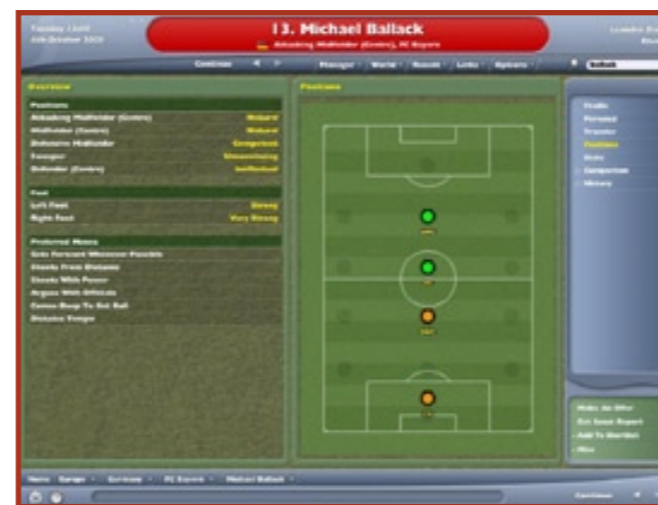 13. Michael Ballack
Attacking Midfielder (Centre), FC Bayern
Continue
Manager
World
Search
Links
Options
Ballack
Overview
Positions
Positions
Attacking Midfielder (Centre) Natural
Midfielder (Centre) Natural
Defensive Midfielder Competent
Sweeper Unconvincing
Defender (Centre) Ineffectual
Foot
Left Foot Strong
Right Foot Very Strong
Preferred Moves
Gets Forward Whenever Possible
Shoots From Distance
Shoots With Power
Argues With Officials
Comes Deep To Get Ball
Dictates Tempo
Profile
Personal
Transfer
Positions
Stats
Comparison
History
Make An Offer
Get Scout Report
Add To Shortlist
Misc
Home Europe Germany FC Bayern Michael Ballack
Continue